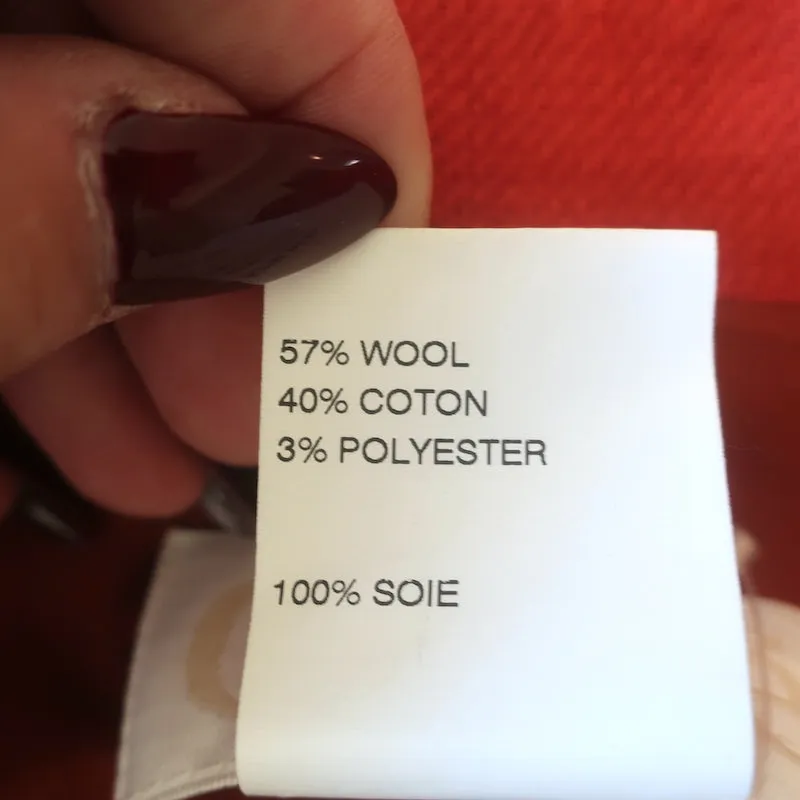 57% WOOL
40% COTON
3% POLYESTER
100% SOIE